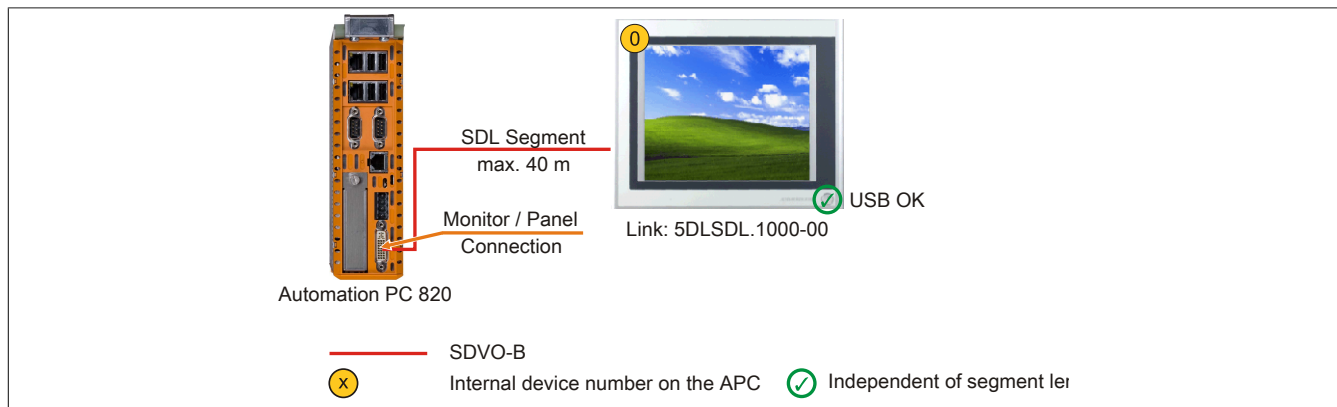 0
SDL Segment
max. 40 m
USB OK
Link: 5DLSDL.1000-00
Monitor / Panel
Connection
Automation PC 820
SDVO-B
x Internal device number on the APC
Independent of segment